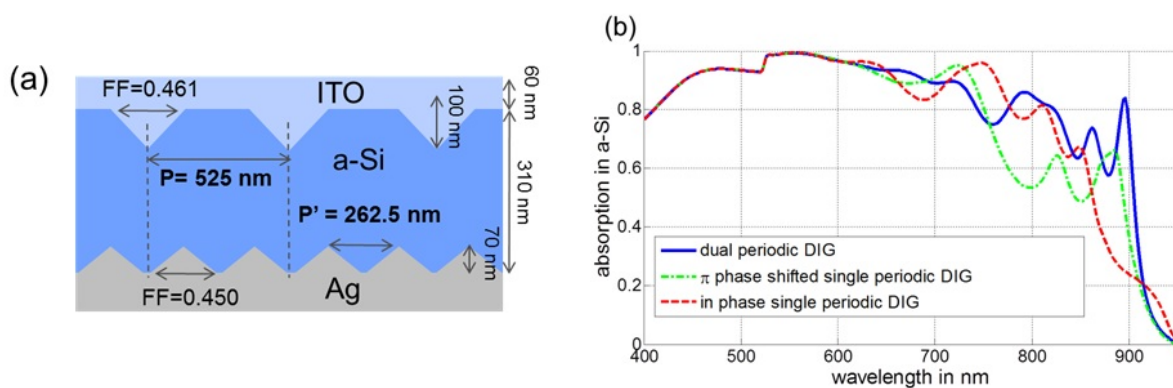 (a)
FF=0.461
ITO
60 nm
100 nm
a-Si
P= 525 nm
310 nm
P' = 262.5 nm
70 nm
FF=0.450
Ag
(b)
absorption in a-Si
1
0.8
0.6
0.4
0.2
0
dual periodic DIG
π phase shifted single periodic DIG
in phase single periodic DIG
400 500 600 700 800 900
wavelength in nm